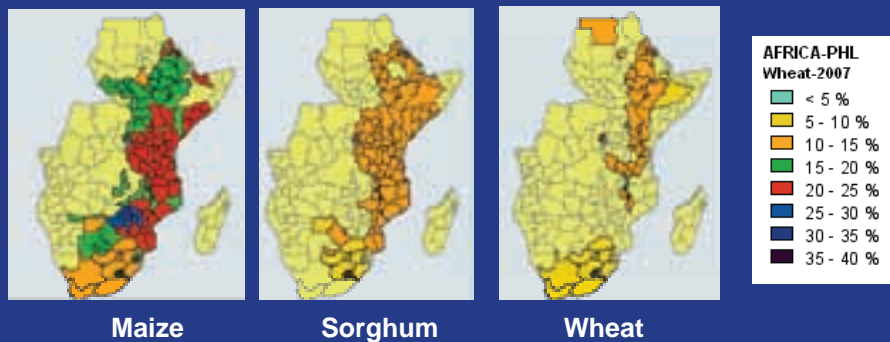 AFRICA-PHL
Wheat-2007
< 5 %
5 - 10 %
10 - 15 %
15 - 20 %
20 - 25 %
25 - 30 %
30 - 35 %
35 - 40 %
Maize
Sorghum
Wheat